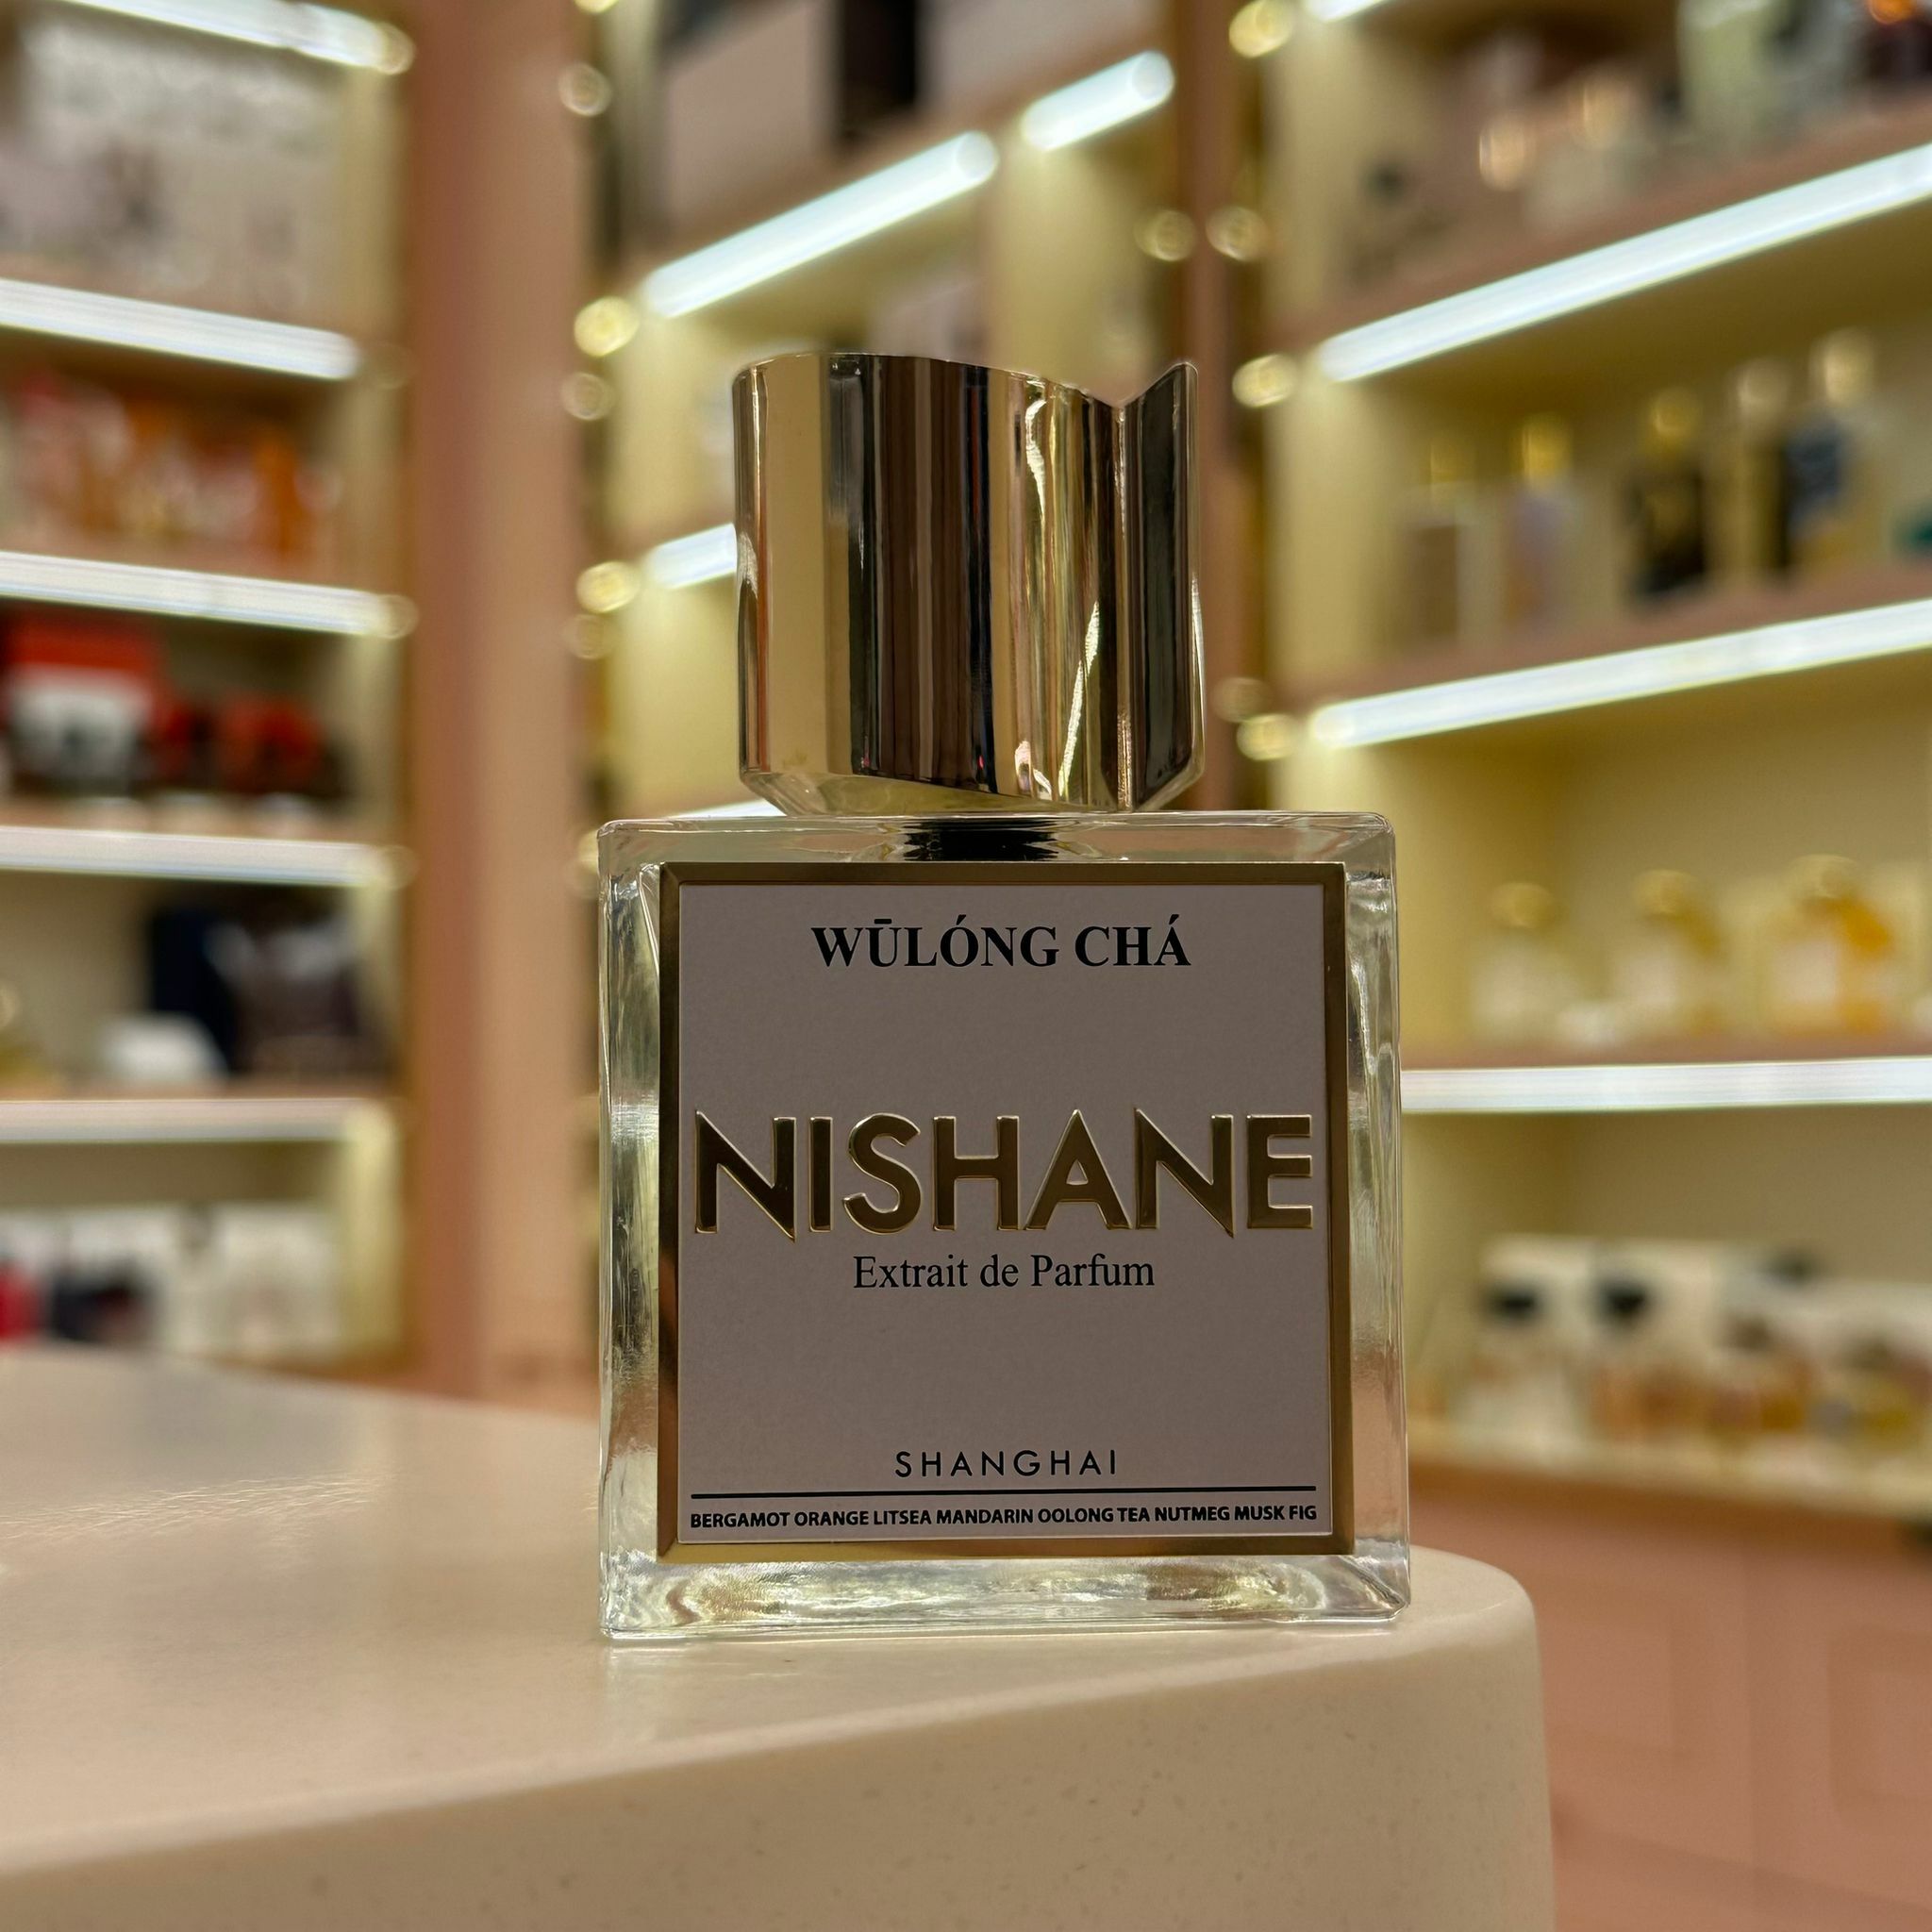 WŪLÓNG CHÁ
NISHANE
Extrait de Parfum
SHANGHAI
BERGAMOT ORANGE LITSEA MANDARIN OOLONG TEA NUTMEG MUSK FIG